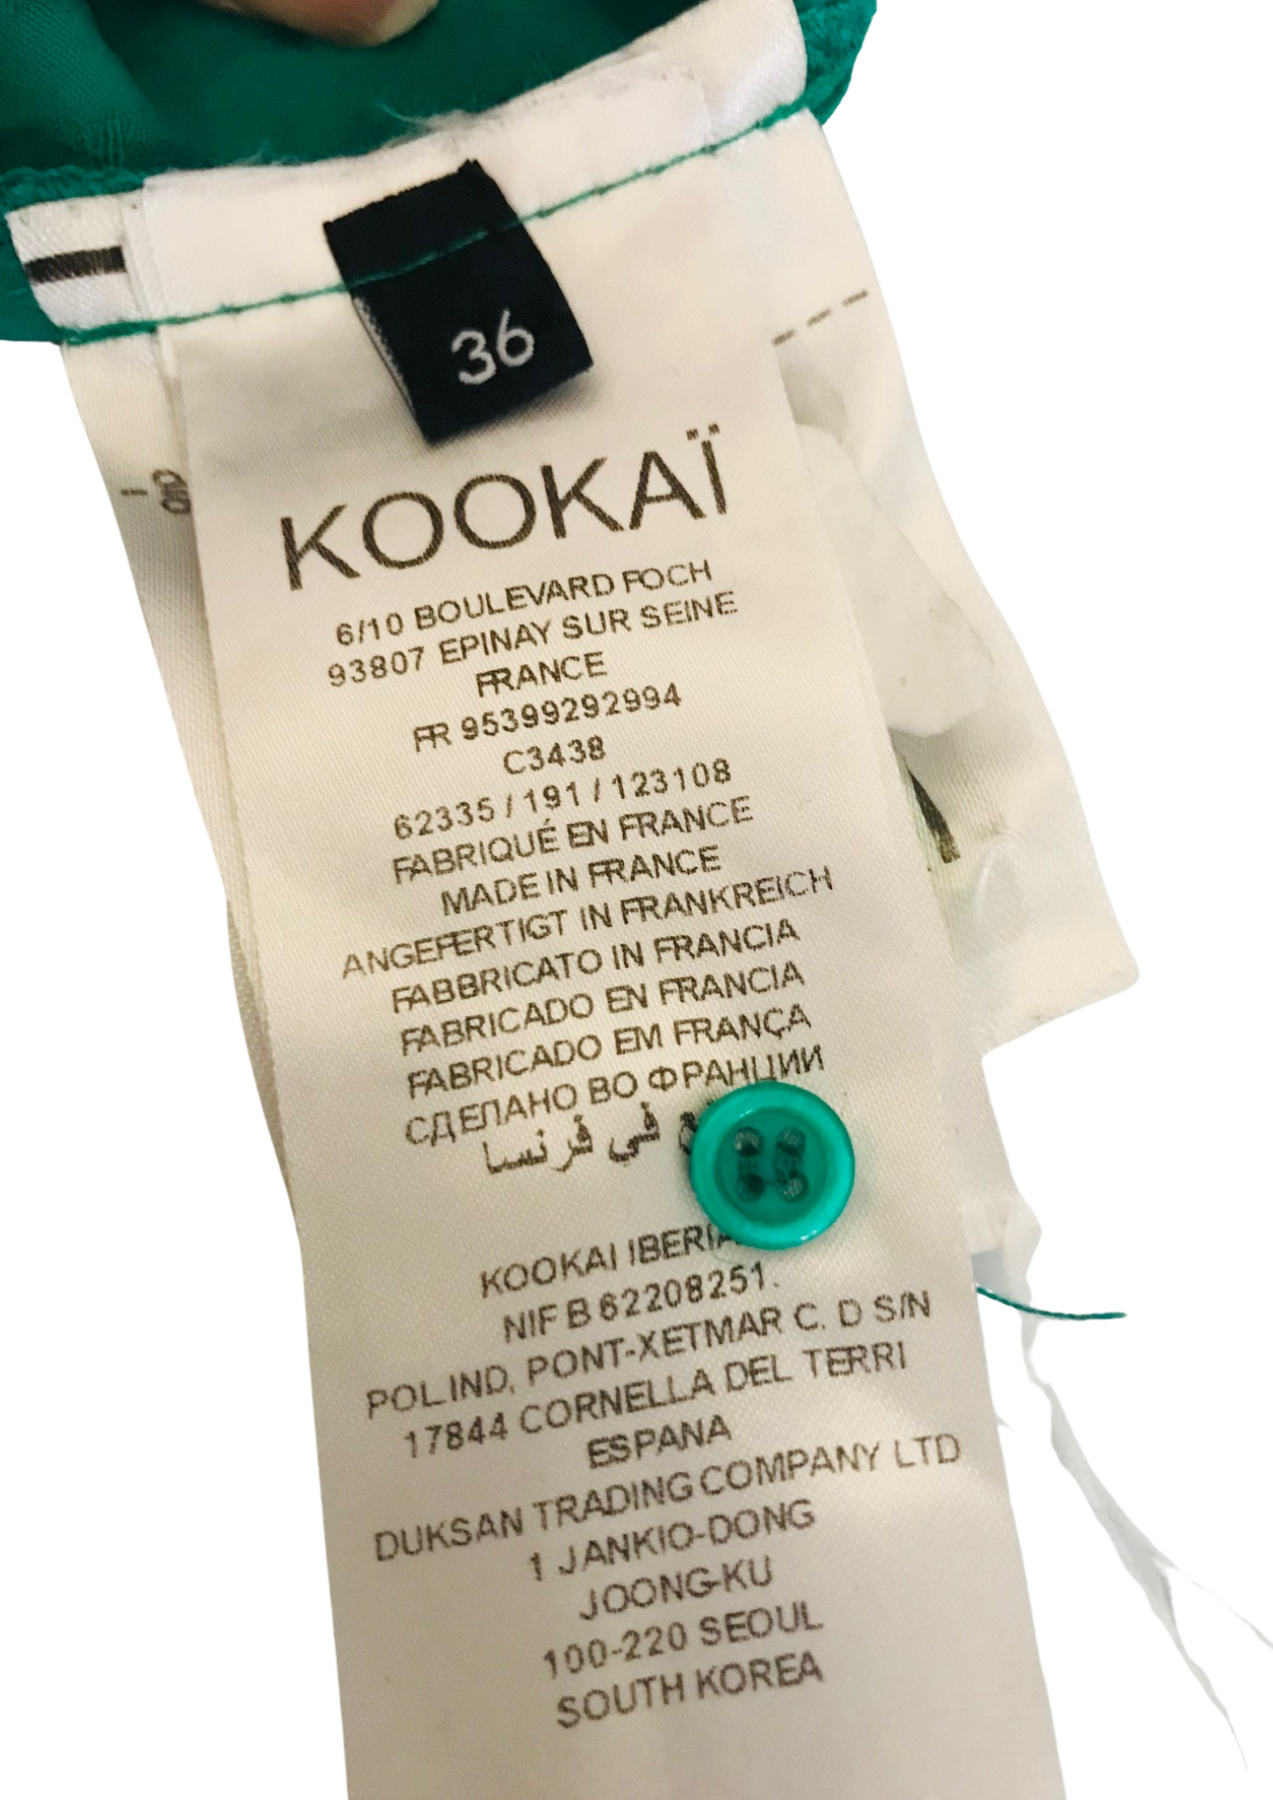 36
KOOKAÏ
6/10 BOULEVARD FOCH
93807 EPINAY SUR SEINE
FRANCE
FR 95399292994
C3438
62335 / 191 / 123108
FABRIQUÉ EN FRANCE
MADE IN FRANCE
ANGEFERTIGT IN FRANKREICH
FABBRICATO IN FRANCIA
FABRICADO EN FRANCIA
FABRICADO EM FRANÇA
СДЕЛАНО ВО ФРАНЦИИ
في فرنسا
KOOKAI IBERIA
NIF B 62208251.
POL.IND, PONT-XETMAR C. D S/N
17844 CORNELLA DEL TERRI
ESPANA
DUKSAN TRADING COMPANY LTD
1 JANKIO-DONG
JOONG-KU
100-220 SEOUL
SOUTH KOREA